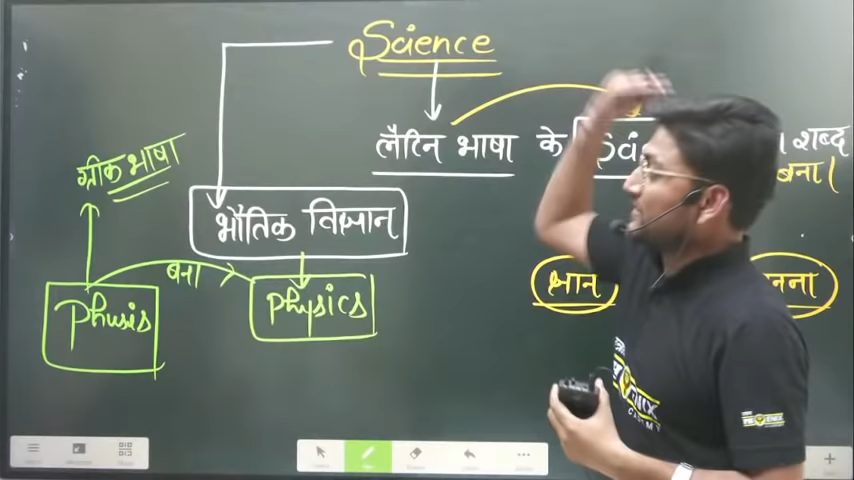 Science
लैटिन भाषा के
शब्द
बना।
ग्रीक भाषा
भौतिक विज्ञान
बना
Physics
Phusis
ज्ञान